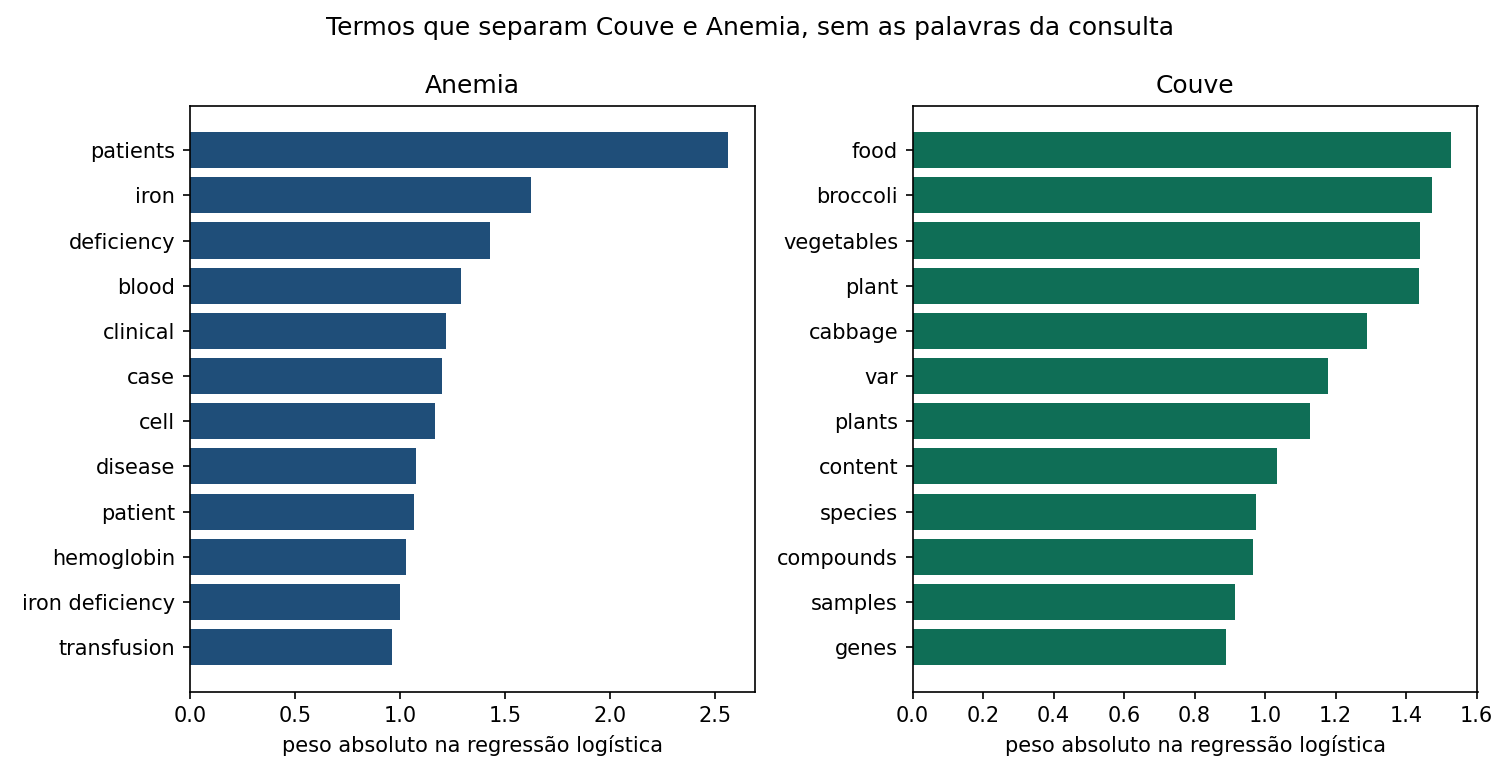 Termos que separam Couve e Anemia, sem as palavras da consulta
Anemia
patients
iron
deficiency
blood
clinical
case
cell
disease
patient
hemoglobin
iron deficiency
transfusion
0.0 0.5 1.0 1.5 2.0 2.5
peso absoluto na regressão logística
Couve
food
broccoli
vegetables
plant
cabbage
var
plants
content
species
compounds
samples
genes
0.0 0.2 0.4 0.6 0.8 1.0 1.2 1.4 1.6
peso absoluto na regressão logística